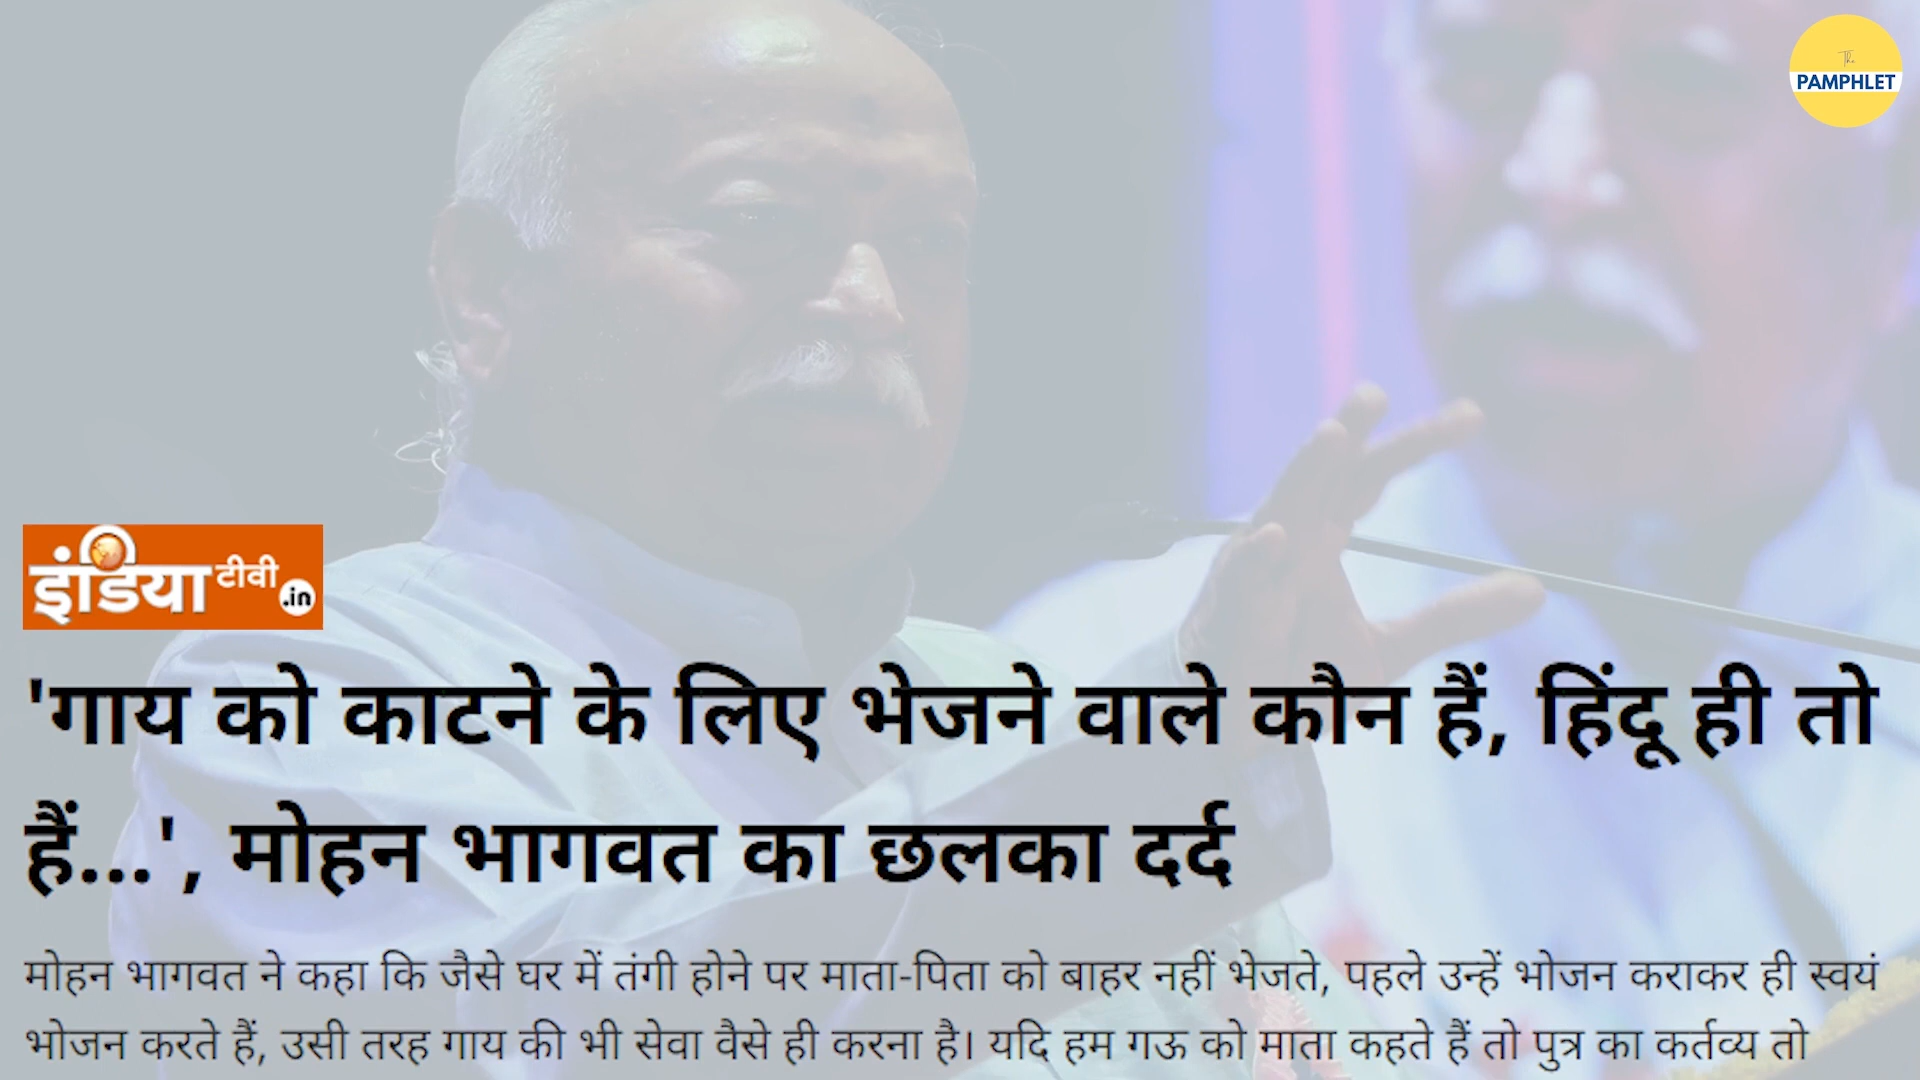 The
PAMPHLET
इंडिया टीवी .in
'गाय को काटने के लिए भेजने वाले कौन हैं, हिंदू ही तो
हैं...', मोहन भागवत का छलका दर्द
मोहन भागवत ने कहा कि जैसे घर में तंगी होने पर माता-पिता को बाहर नहीं भेजते, पहले उन्हें भोजन कराकर ही स्वयं
भोजन करते हैं, उसी तरह गाय की भी सेवा वैसे ही करना है। यदि हम गऊ को माता कहते हैं तो पुत्र का कर्तव्य तो